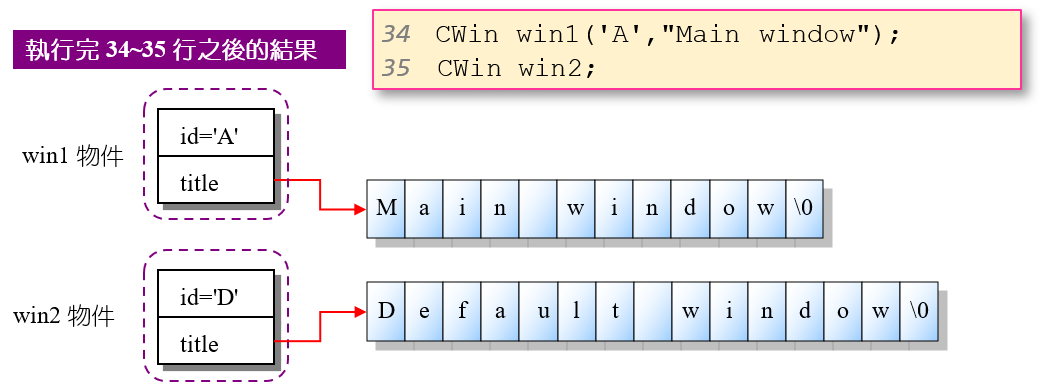 執行完 34~35 行之後的結果
34 CWin win1('A',"Main window");
35 CWin win2;
win1 物件
id='A'
title
M a i n w i n d o w \0
win2 物件
id='D'
title
D e f a u l t w i n d o w \0